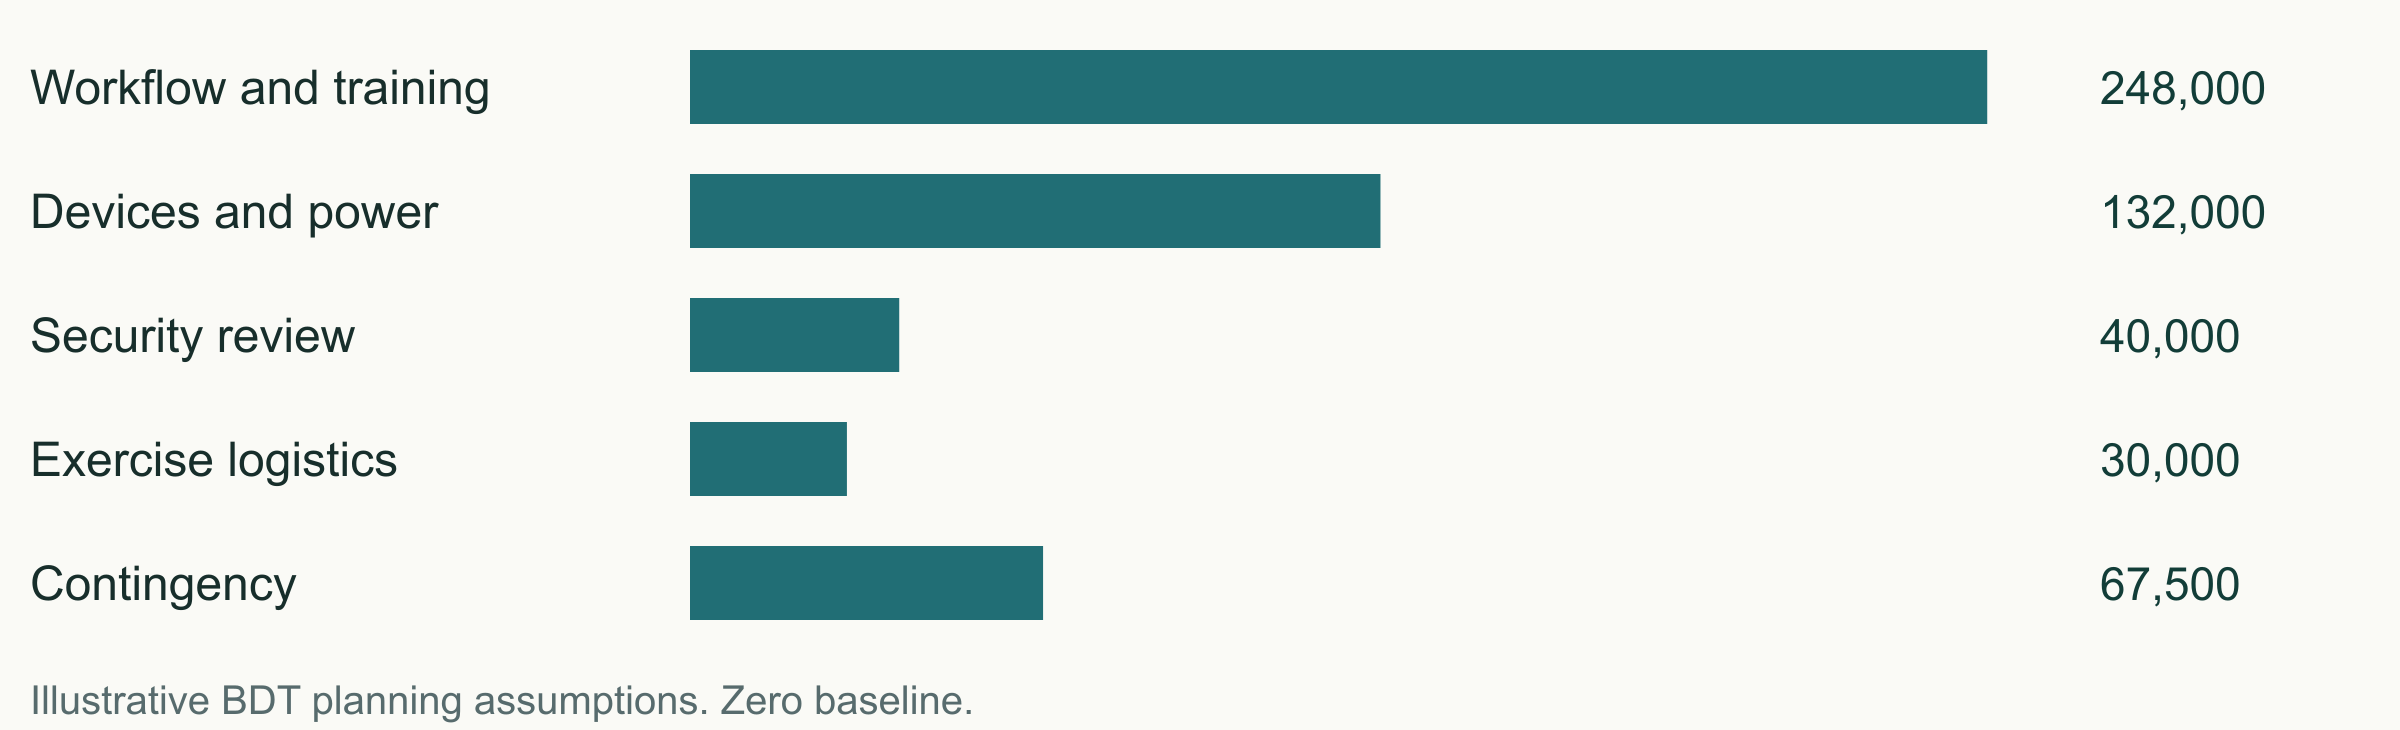 Workflow and training 248,000
Devices and power 132,000
Security review 40,000
Exercise logistics 30,000
Contingency 67,500
Illustrative BDT planning assumptions. Zero baseline.